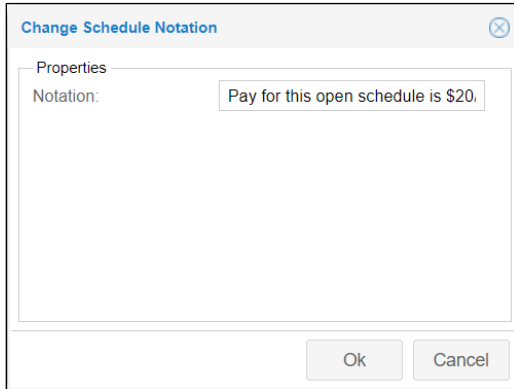 Change Schedule Notation
Properties
Notation: Pay for this open schedule is $20
Ok Cancel